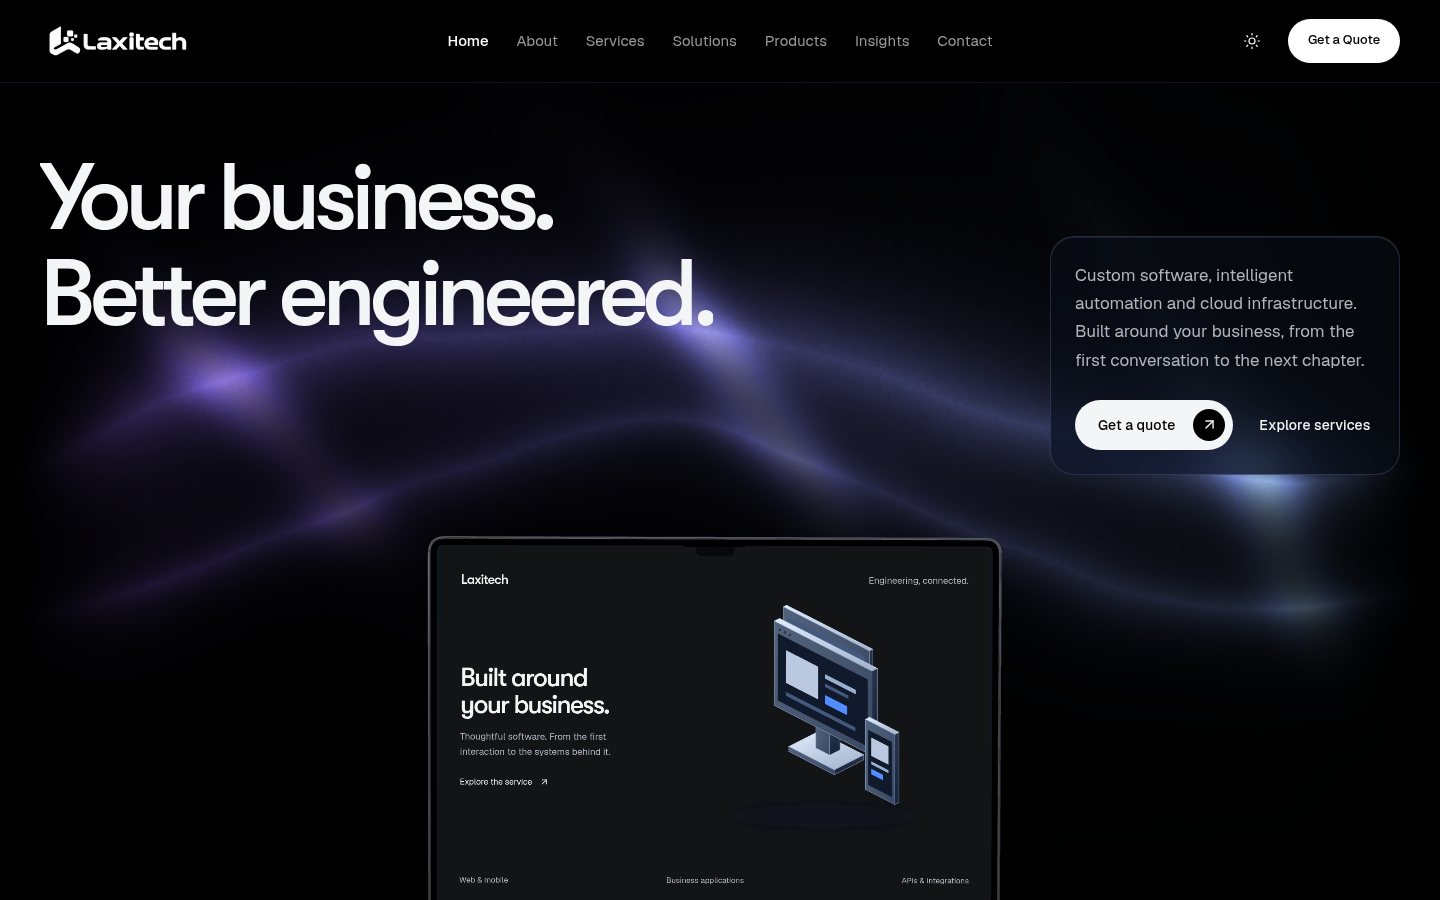 Laxitech
Home
About
Services
Solutions
Products
Insights
Contact
Get a Quote
Your business.
Better engineered.
Custom software, intelligent
automation and cloud infrastructure.
Built around your business, from the
first conversation to the next chapter.
Get a quote
Explore services
Laxitech
Engineering, connected.
Built around
your business.
Thoughtful software. From the first
interaction to the systems behind it.
Explore the service
Web & mobile
Business applications
APIs & integrations